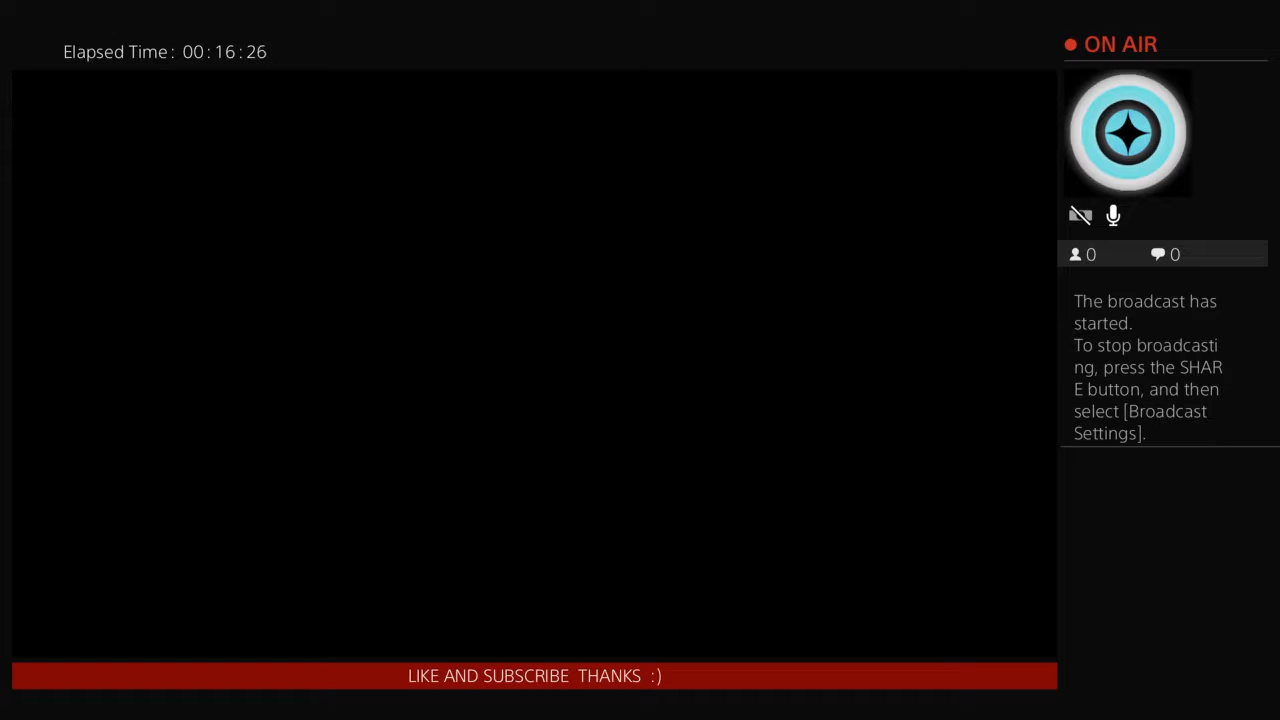 Elapsed Time: 00:16:26
ON AIR
0 0
The broadcast has
started.
To stop broadcasti
ng, press the SHAR
E button, and then
select [Broadcast
Settings].
LIKE AND SUBSCRIBE THANKS :)